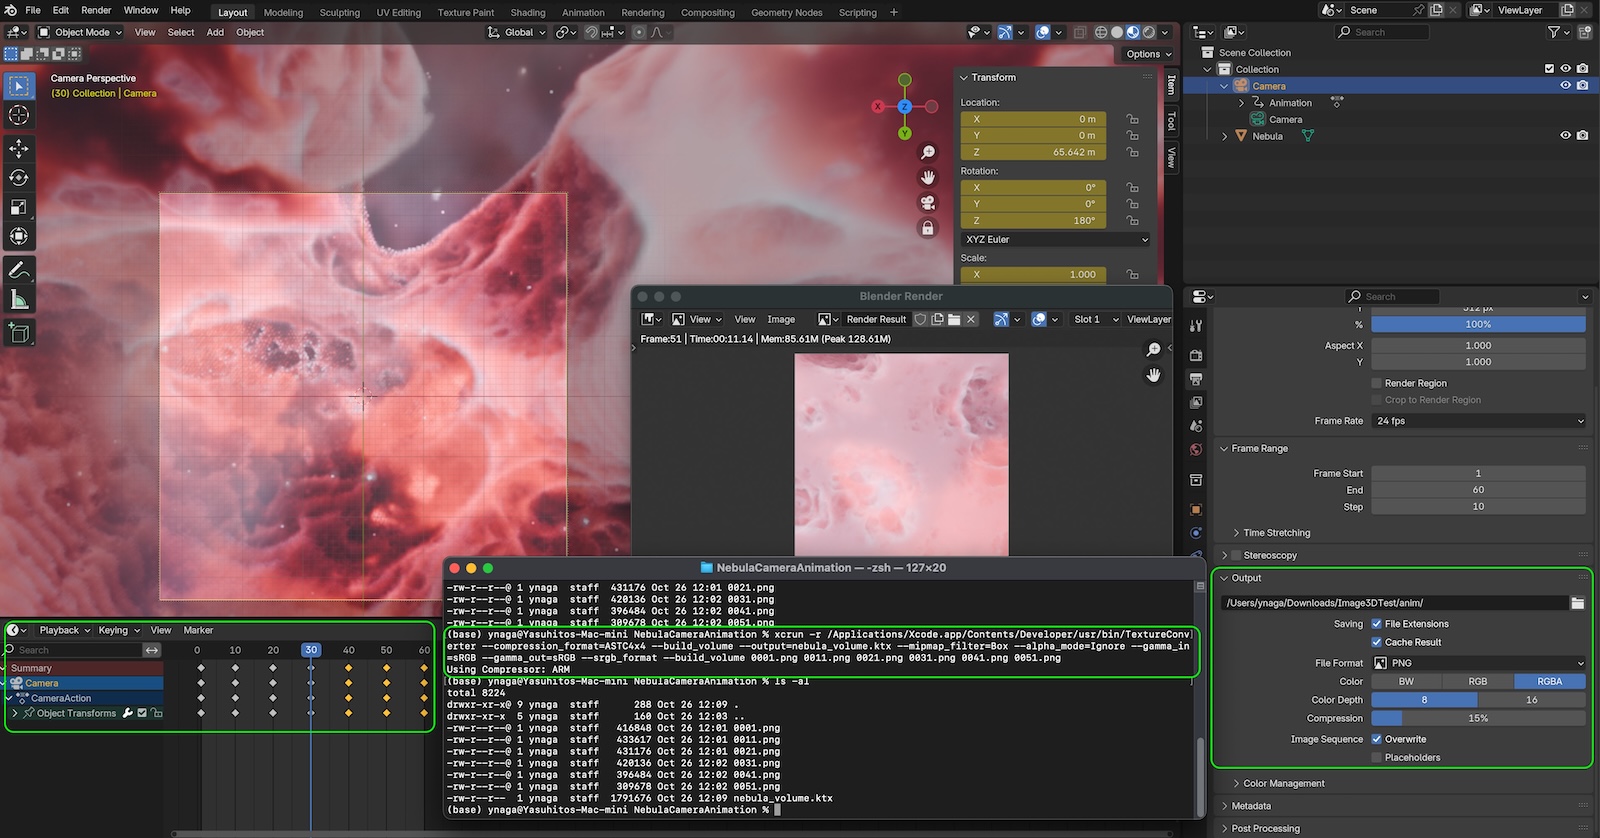 File Edit Render Window Help Layout Modeling Sculpting UV Editing Texture Paint Shading Animation Rendering Compositing Geometry Nodes Scripting + Scene ViewLayer
Object Mode View Select Add Object Global Search
Options
Camera Perspective
(30) Collection | Camera
Transform
Location:
X 0 m
Y 0 m
Z 65.642 m
Rotation:
X 0°
Y 0°
Z 180°
XYZ Euler
Scale:
X 1.000
Item
Tool
View
X
Z
Y
Scene Collection
Collection
Camera
Animation
Camera
Nebula
Blender Render
View View Image Render Result Slot 1 ViewLayer
Frame:51 | Time:00:11.14 | Mem:85.61M (Peak 128.61M)
Search
Y 512 px
% 100%
Aspect X 1.000
Y 1.000
Render Region
Crop to Render Region
Frame Rate 24 fps
Frame Range
Frame Start 1
End 60
Step 10
Time Stretching
Stereoscopy
Output
/Users/ynaga/Downloads/Image3DTest/anim/
Saving File Extensions
Cache Result
File Format PNG
Color BW RGB RGBA
Color Depth 8 16
Compression 15%
Image Sequence Overwrite
Placeholders
Color Management
Metadata
Post Processing
Playback Keying View Marker
Search 0 10 20 30 40 50 60
Summary
Camera
CameraAction
Object Transforms
NebulaCameraAnimation — -zsh — 127×20
-rw-r--r--@ 1 ynaga staff 431176 Oct 26 12:01 0021.png
-rw-r--r--@ 1 ynaga staff 420136 Oct 26 12:02 0031.png
-rw-r--r--@ 1 ynaga staff 396484 Oct 26 12:02 0041.png
-rw-r--r--@ 1 ynaga staff 309678 Oct 26 12:02 0051.png
(base) ynaga@Yasuhitos-Mac-mini NebulaCameraAnimation % xcrun -r /Applications/Xcode.app/Contents/Developer/usr/bin/TextureConv
erter --compression_format=ASTC4x4 --build_volume --output=nebula_volume.ktx --mipmap_filter=Box --alpha_mode=Ignore --gamma_in
=sRGB --gamma_out=sRGB --srgb_format --build_volume 0001.png 0011.png 0021.png 0031.png 0041.png 0051.png
Using Compressor: ARM
(base) ynaga@Yasuhitos-Mac-mini NebulaCameraAnimation % ls -al
total 8224
drwxr-xr-x@ 9 ynaga staff 288 Oct 26 12:09 .
drwxr-xr-x 5 ynaga staff 160 Oct 26 12:03 ..
-rw-r--r--@ 1 ynaga staff 416848 Oct 26 12:01 0001.png
-rw-r--r--@ 1 ynaga staff 433617 Oct 26 12:01 0011.png
-rw-r--r--@ 1 ynaga staff 431176 Oct 26 12:01 0021.png
-rw-r--r--@ 1 ynaga staff 420136 Oct 26 12:02 0031.png
-rw-r--r--@ 1 ynaga staff 396484 Oct 26 12:02 0041.png
-rw-r--r--@ 1 ynaga staff 309678 Oct 26 12:02 0051.png
-rw-r--r-- 1 ynaga staff 1791676 Oct 26 12:09 nebula_volume.ktx
(base) ynaga@Yasuhitos-Mac-mini NebulaCameraAnimation %